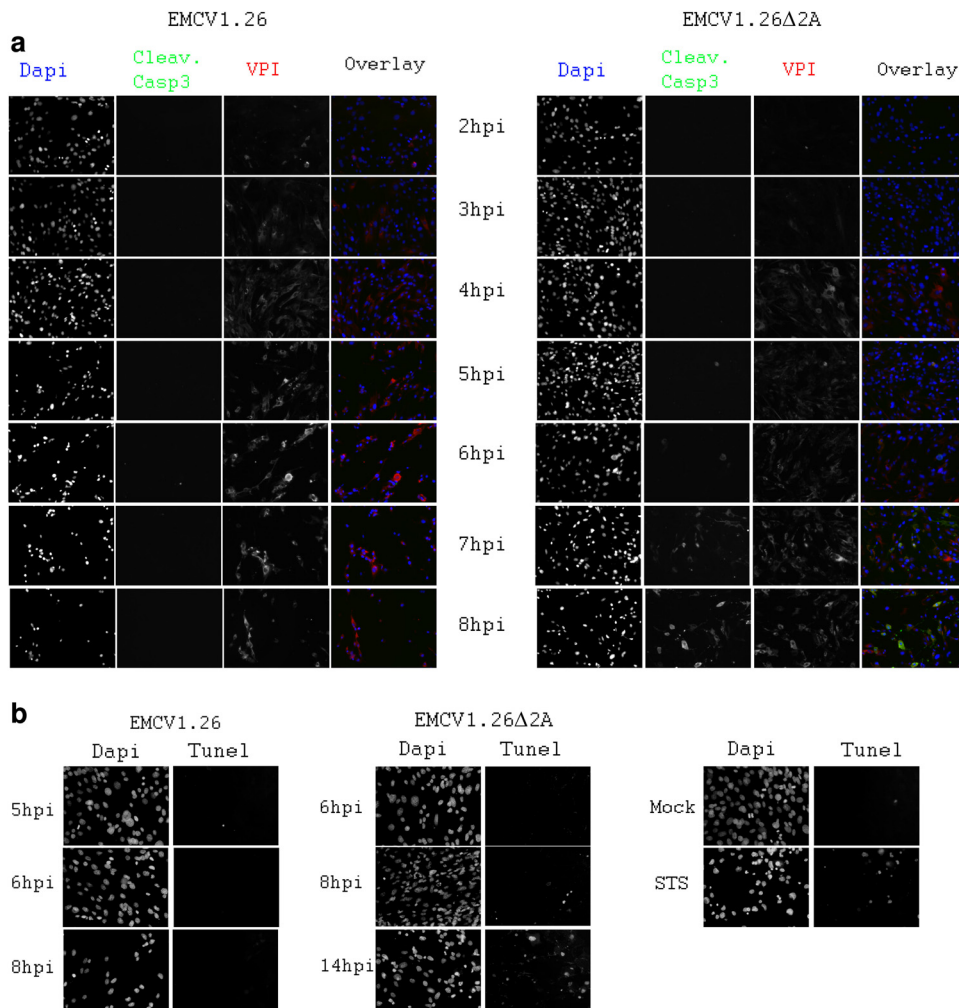 EMCV1.26 EMCV1.26Δ2A
a
Dapi Cleav. Casp3 VPI Overlay Dapi Cleav. Casp3 VPI Overlay
2hpi
3hpi
4hpi
5hpi
6hpi
7hpi
8hpi
b
EMCV1.26 EMCV1.26Δ2A
Dapi Tunel Dapi Tunel Dapi Tunel
5hpi 6hpi Mock
6hpi 8hpi STS
8hpi 14hpi